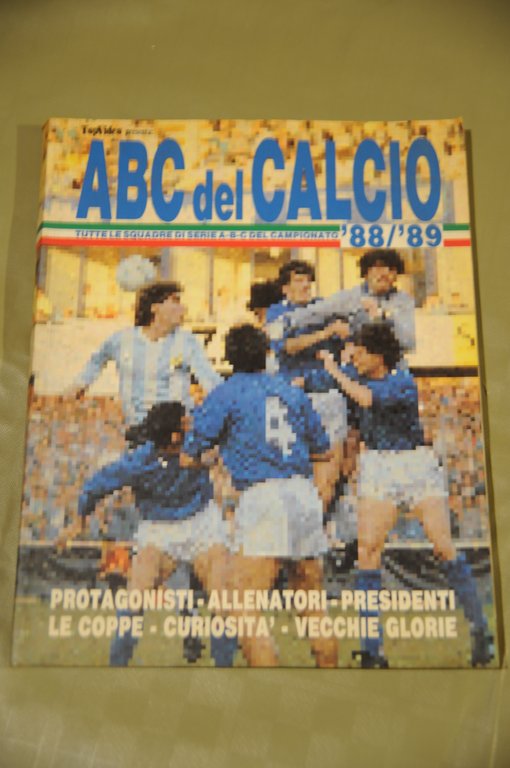 TopVideo presenta:
ABC del CALCIO
TUTTE LE SQUADRE DI SERIE A-B-C DEL CAMPIONATO '88/'89
4
PROTAGONISTI - ALLENATORI - PRESIDENTI
LE COPPE - CURIOSITA' - VECCHIE GLORIE